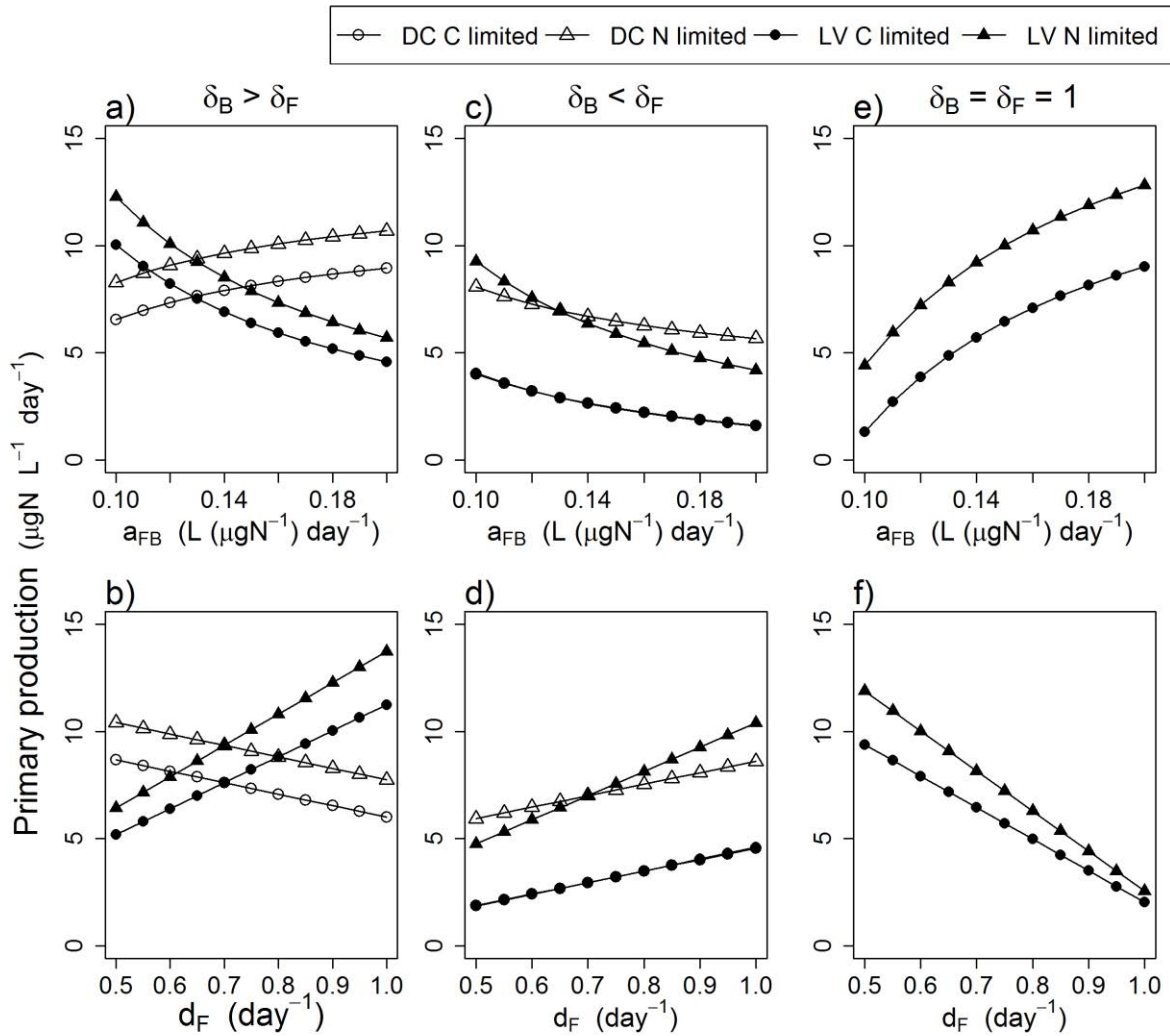 DC C limited DC N limited LV C limited LV N limited
a) δB > δF c) δB < δF e) δB = δF = 1
Primary production (μgN L⁻¹ day⁻¹)
15 15 15
10 10 10
5 5 5
0 0 0
0.10 0.14 0.18 0.10 0.14 0.18 0.10 0.14 0.18
aFB (L (μgN⁻¹) day⁻¹) aFB (L (μgN⁻¹) day⁻¹) aFB (L (μgN⁻¹) day⁻¹)
b) d) f)
15 15 15
10 10 10
5 5 5
0 0 0
0.5 0.6 0.7 0.8 0.9 1.0 0.5 0.6 0.7 0.8 0.9 1.0 0.5 0.6 0.7 0.8 0.9 1.0
dF (day⁻¹) dF (day⁻¹) dF (day⁻¹)